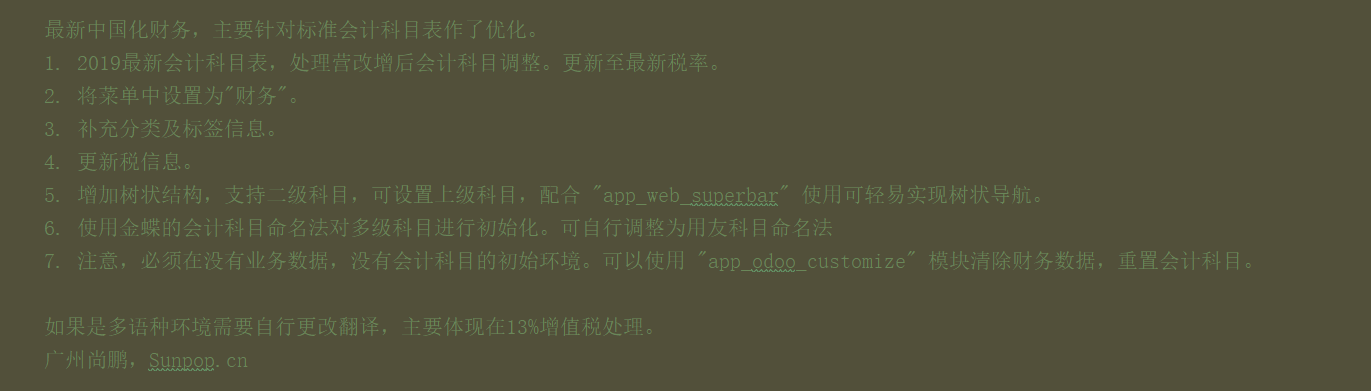 最新中国化财务，主要针对标准会计科目表作了优化。
1. 2019最新会计科目表，处理营改增后会计科目调整。更新至最新税率。
2. 将菜单中设置为"财务"。
3. 补充分类及标签信息。
4. 更新税信息。
5. 增加树状结构，支持二级科目，可设置上级科目，配合 "app_web_superbar" 使用可轻易实现树状导航。
6. 使用金蝶的会计科目命名法对多级科目进行初始化。可自行调整为用友科目命名法
7. 注意，必须在没有业务数据，没有会计科目的初始环境。可以使用 "app_odoo_customize" 模块清除财务数据，重置会计科目。
如果是多语种环境需要自行更改翻译，主要体现在13%增值税处理。
广州尚鹏，Sunpop.cn